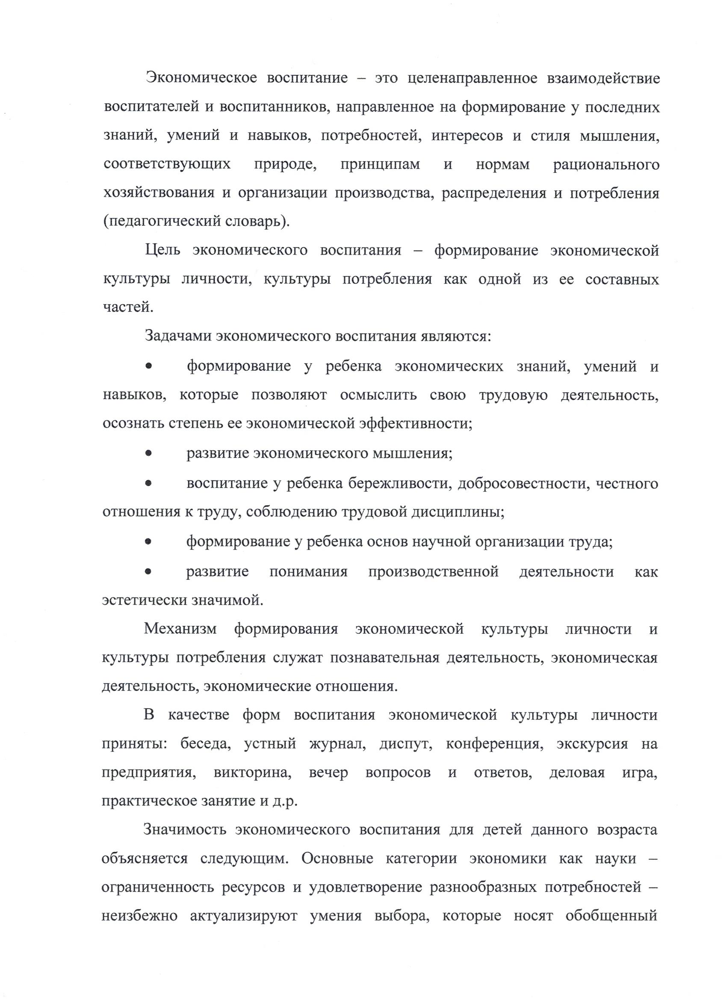 Экономическое воспитание – это целенаправленное взаимодействие
воспитателей и воспитанников, направленное на формирование у последних
знаний, умений и навыков, потребностей, интересов и стиля мышления,
соответствующих природе, принципам и нормам рационального
хозяйствования и организации производства, распределения и потребления
(педагогический словарь).
Цель экономического воспитания – формирование экономической
культуры личности, культуры потребления как одной из ее составных
частей.
Задачами экономического воспитания являются:
• формирование у ребенка экономических знаний, умений и
навыков, которые позволяют осмыслить свою трудовую деятельность,
осознать степень ее экономической эффективности;
• развитие экономического мышления;
• воспитание у ребенка бережливости, добросовестности, честного
отношения к труду, соблюдению трудовой дисциплины;
• формирование у ребенка основ научной организации труда;
• развитие понимания производственной деятельности как
эстетически значимой.
Механизм формирования экономической культуры личности и
культуры потребления служат познавательная деятельность, экономическая
деятельность, экономические отношения.
В качестве форм воспитания экономической культуры личности
приняты: беседа, устный журнал, диспут, конференция, экскурсия на
предприятия, викторина, вечер вопросов и ответов, деловая игра,
практическое занятие и д.р.
Значимость экономического воспитания для детей данного возраста
объясняется следующим. Основные категории экономики как науки –
ограниченность ресурсов и удовлетворение разнообразных потребностей –
неизбежно актуализируют умения выбора, которые носят обобщенный